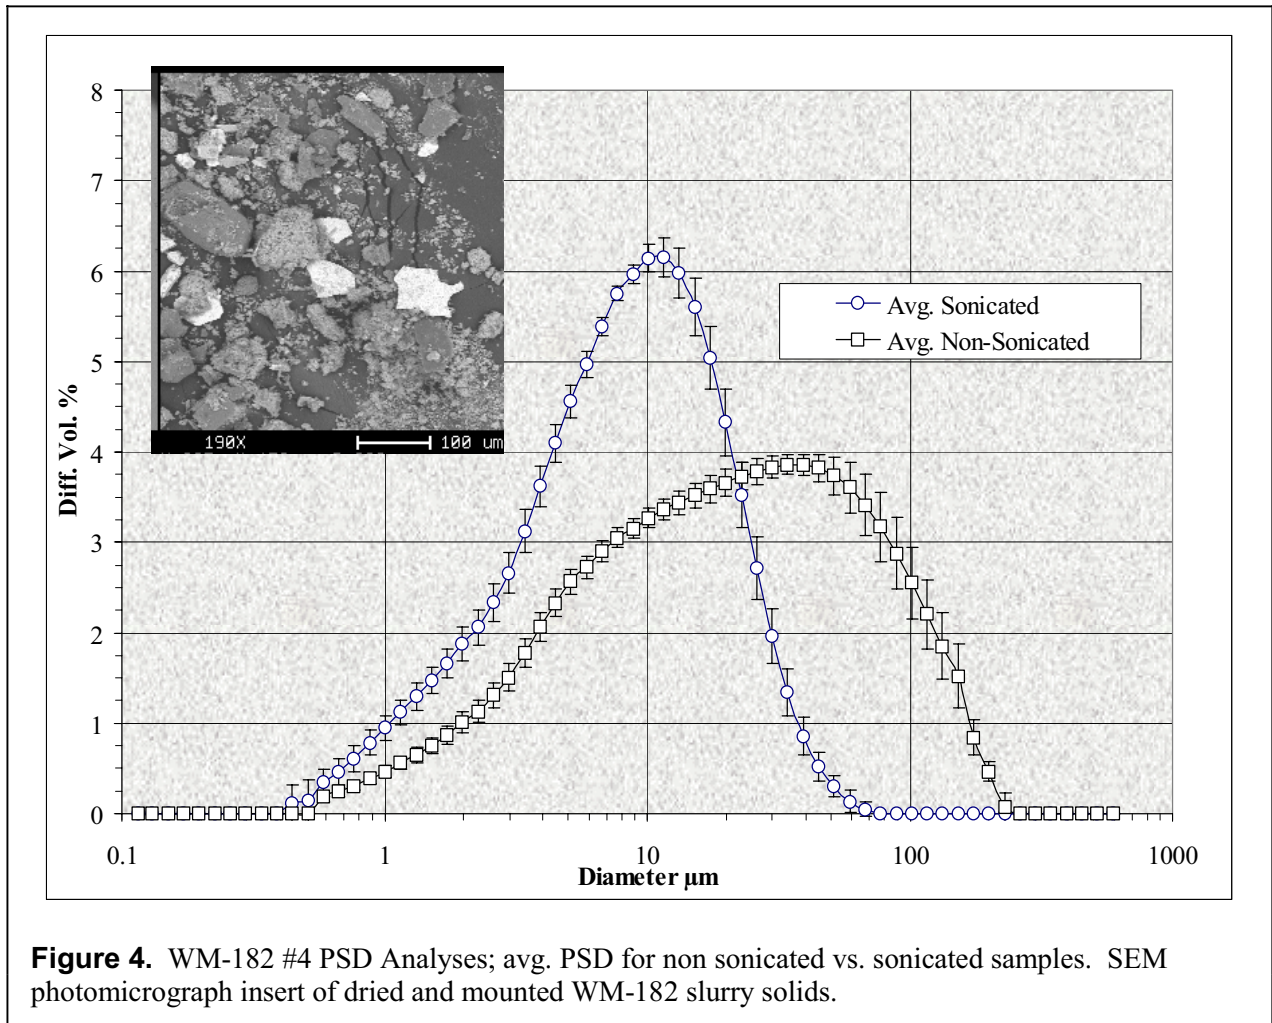 8
7
6
5
4
3
2
1
0
Diff. Vol. %
190X 100 um
Avg. Sonicated
Avg. Non-Sonicated
0.1 1 10 100 1000
Diameter µm
Figure 4. WM-182 #4 PSD Analyses; avg. PSD for non sonicated vs. sonicated samples. SEM
photomicrograph insert of dried and mounted WM-182 slurry solids.